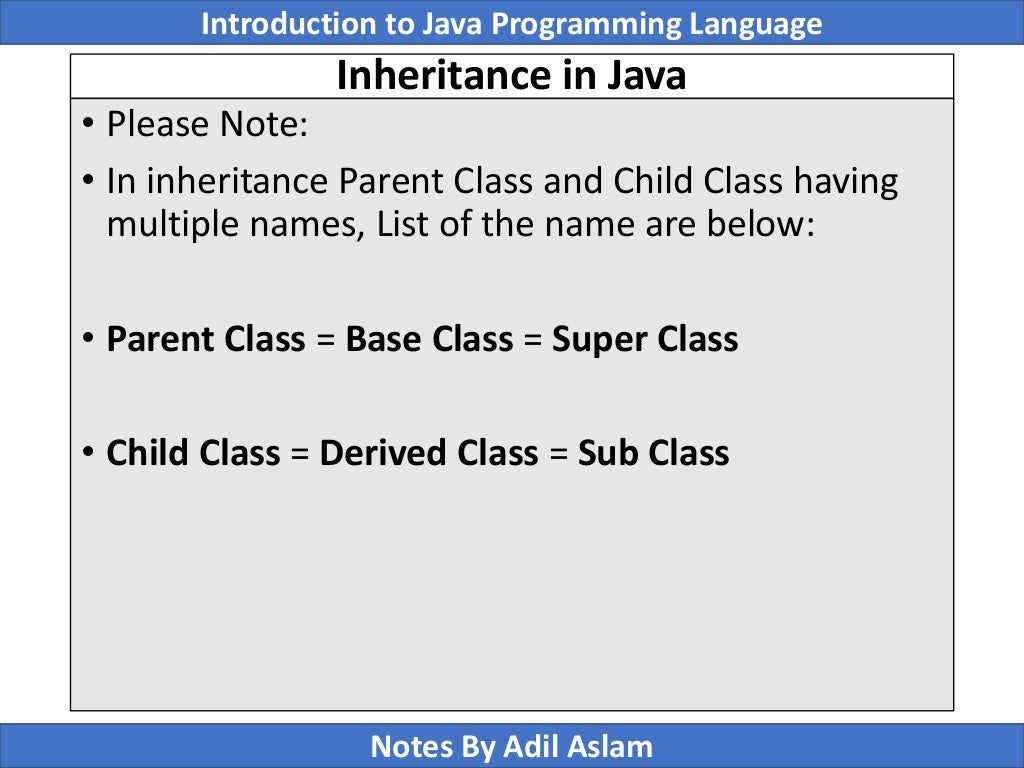 Introduction to Java Programming Language
Inheritance in Java
• Please Note:
• In inheritance Parent Class and Child Class having
multiple names, List of the name are below:
• Parent Class = Base Class = Super Class
• Child Class = Derived Class = Sub Class
Notes By Adil Aslam